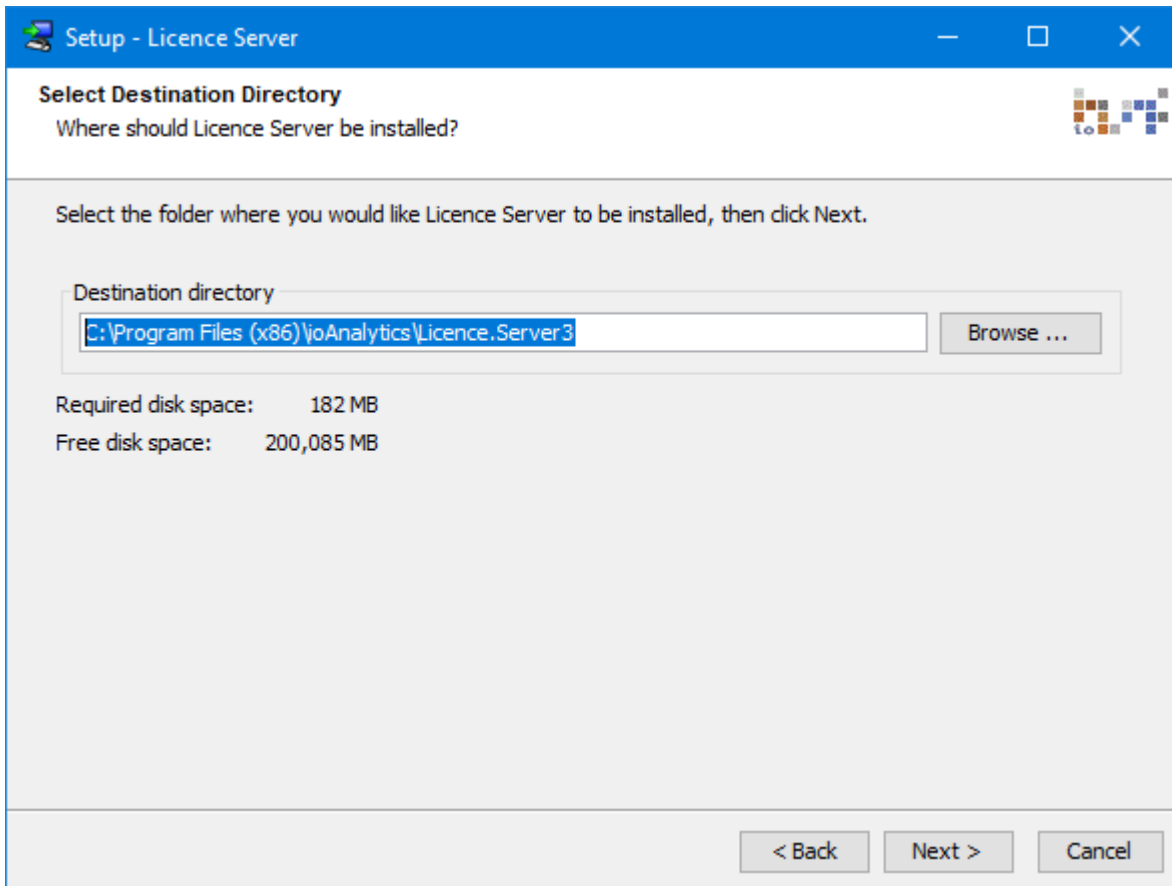 Setup - Licence Server
Select Destination Directory
Where should Licence Server be installed?
io
Select the folder where you would like Licence Server to be installed, then click Next.
Destination directory
C:\Program Files (x86)\ioAnalytics\Licence.Server3
Browse ...
Required disk space: 182 MB
Free disk space: 200,085 MB
< Back Next > Cancel